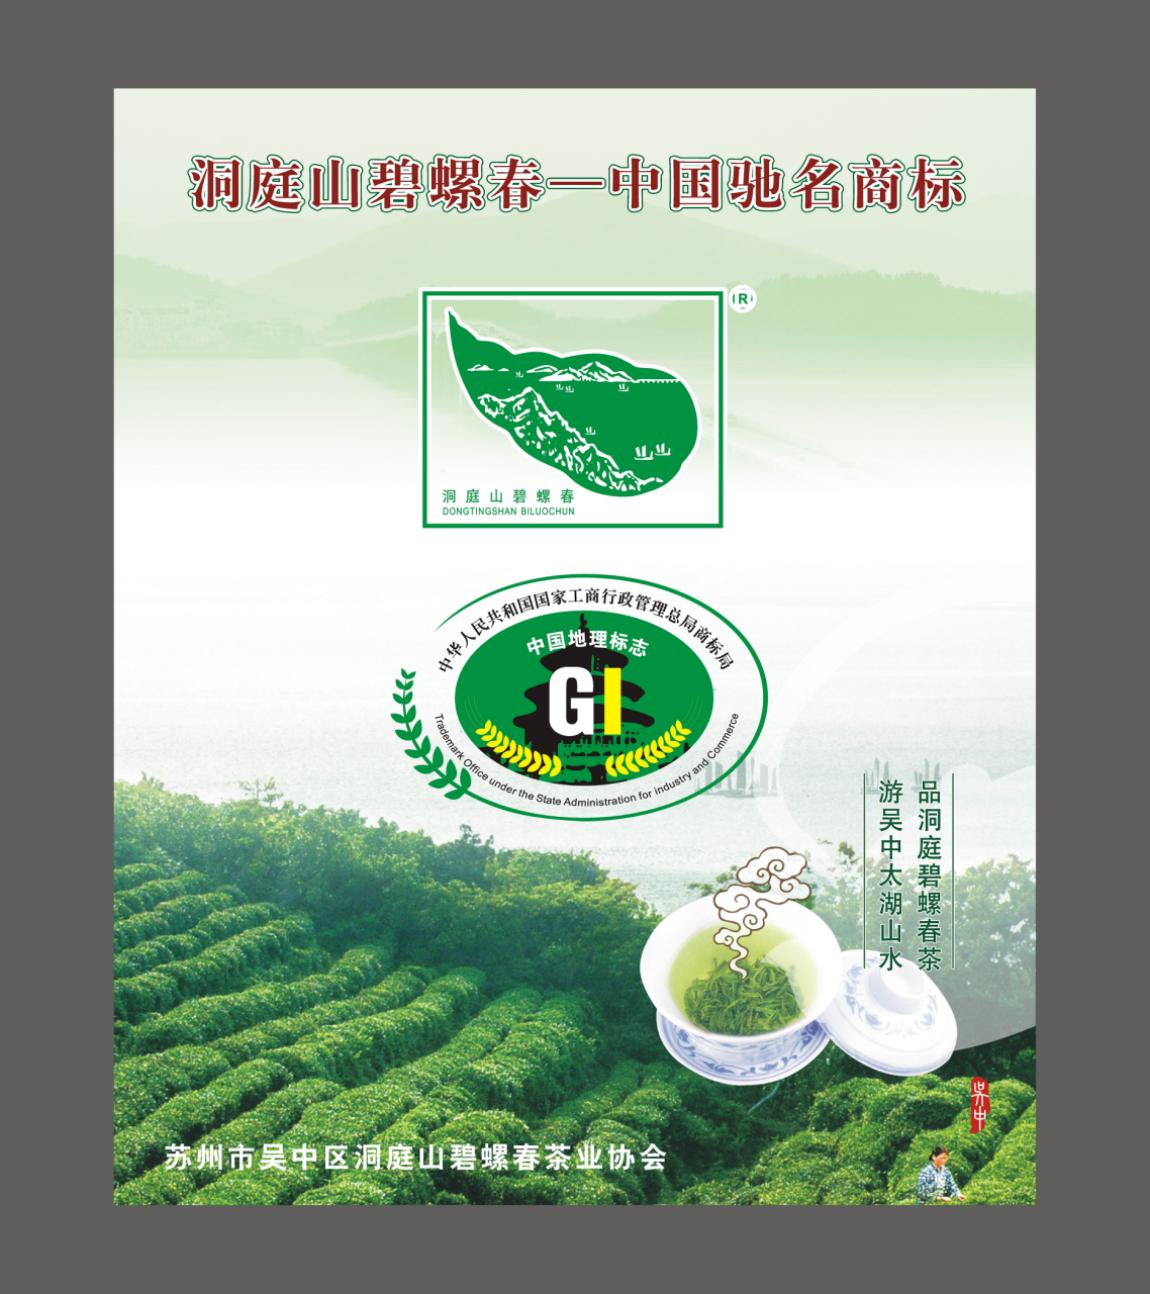 洞庭山碧螺春—中国驰名商标
R
洞庭山碧螺春
DONGTINGSHAN BILUOCHUN
中华人民共和国国家工商行政管理总局商标局
中国地理标志
GI
Trademark Office under the State Administration for industry and Commerce
品洞庭碧螺春茶
游吴中太湖山水
吴中
苏州市吴中区洞庭山碧螺春茶业协会